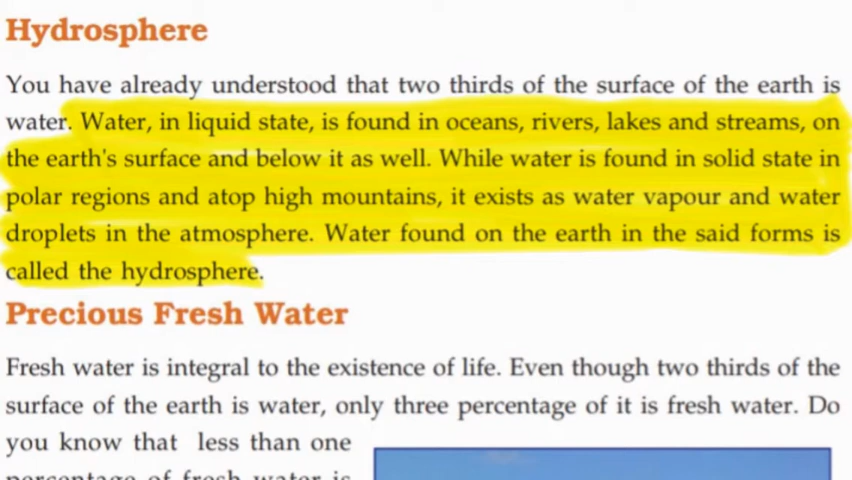 Hydrosphere
You have already understood that two thirds of the surface of the earth is
water. Water, in liquid state, is found in oceans, rivers, lakes and streams, on
the earth's surface and below it as well. While water is found in solid state in
polar regions and atop high mountains, it exists as water vapour and water
droplets in the atmosphere. Water found on the earth in the said forms is
called the hydrosphere.
Precious Fresh Water
Fresh water is integral to the existence of life. Even though two thirds of the
surface of the earth is water, only three percentage of it is fresh water. Do
you know that less than one
percentage of fresh water is